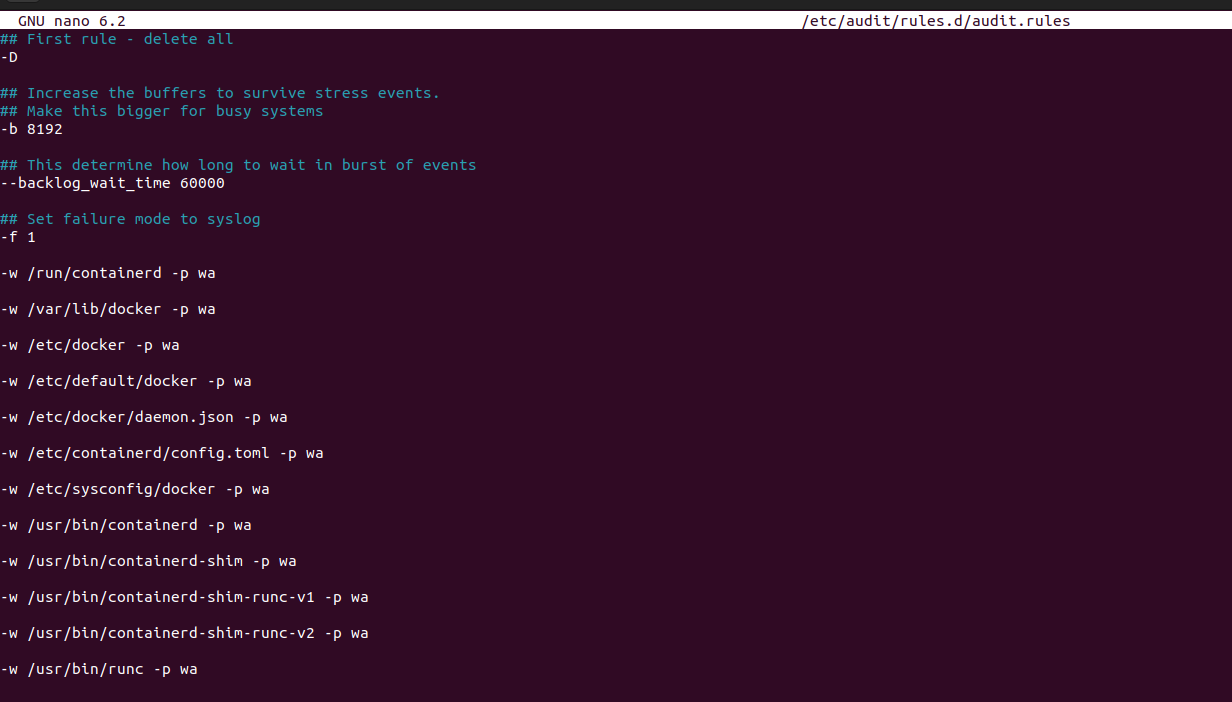 GNU nano 6.2 /etc/audit/rules.d/audit.rules
## First rule - delete all
-D
## Increase the buffers to survive stress events.
## Make this bigger for busy systems
-b 8192
## This determine how long to wait in burst of events
--backlog_wait_time 60000
## Set failure mode to syslog
-f 1
-w /run/containerd -p wa
-w /var/lib/docker -p wa
-w /etc/docker -p wa
-w /etc/default/docker -p wa
-w /etc/docker/daemon.json -p wa
-w /etc/containerd/config.toml -p wa
-w /etc/sysconfig/docker -p wa
-w /usr/bin/containerd -p wa
-w /usr/bin/containerd-shim -p wa
-w /usr/bin/containerd-shim-runc-v1 -p wa
-w /usr/bin/containerd-shim-runc-v2 -p wa
-w /usr/bin/runc -p wa